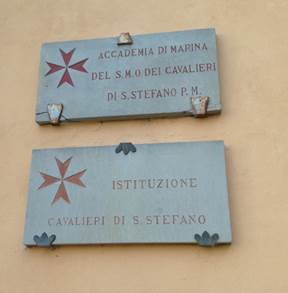 ACCADEMIA DI MARINA
DEL S.M.O. DEI CAVALIERI
DI S. STEFANO P. M.
ISTITUZIONE
CAVALIERI DI S. STEFANO